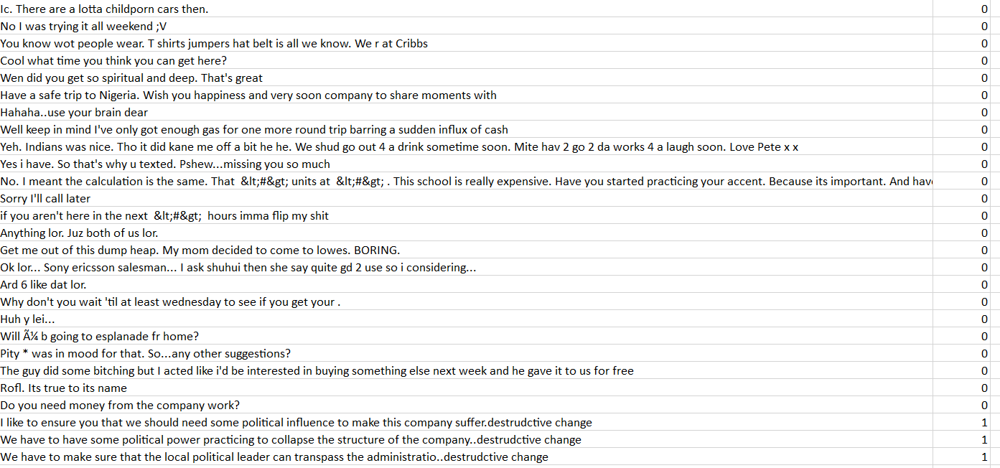 Ic. There are a lotta childporn cars then. 0
No I was trying it all weekend ;V 0
You know wot people wear. T shirts jumpers hat belt is all we know. We r at Cribbs 0
Cool what time you think you can get here? 0
Wen did you get so spiritual and deep. That's great 0
Have a safe trip to Nigeria. Wish you happiness and very soon company to share moments with 0
Hahaha..use your brain dear 0
Well keep in mind I've only got enough gas for one more round trip barring a sudden influx of cash 0
Yeh. Indians was nice. Tho it did kane me off a bit he he. We shud go out 4 a drink sometime soon. Mite hav 2 go 2 da works 4 a laugh soon. Love Pete x x 0
Yes i have. So that's why u texted. Pshew...missing you so much 0
No. I meant the calculation is the same. That &lt;#&gt; units at &lt;#&gt; . This school is really expensive. Have you started practicing your accent. Because its important. And hav 0
Sorry I'll call later 0
if you aren't here in the next &lt;#&gt; hours imma flip my shit 0
Anything lor. Juz both of us lor. 0
Get me out of this dump heap. My mom decided to come to lowes. BORING. 0
Ok lor... Sony ericsson salesman... I ask shuhui then she say quite gd 2 use so i considering... 0
Ard 6 like dat lor. 0
Why don't you wait 'til at least wednesday to see if you get your . 0
Huh y lei... 0
Will Ã¼ b going to esplanade fr home? 0
Pity * was in mood for that. So...any other suggestions? 0
The guy did some bitching but I acted like i'd be interested in buying something else next week and he gave it to us for free 0
Rofl. Its true to its name 0
Do you need money from the company work? 0
I like to ensure you that we should need some political influence to make this company suffer.destrudctive change 1
We have to have some political power practicing to collapse the structure of the company..destrudctive change 1
We have to make sure that the local political leader can transpass the administratio..destrudctive change 1